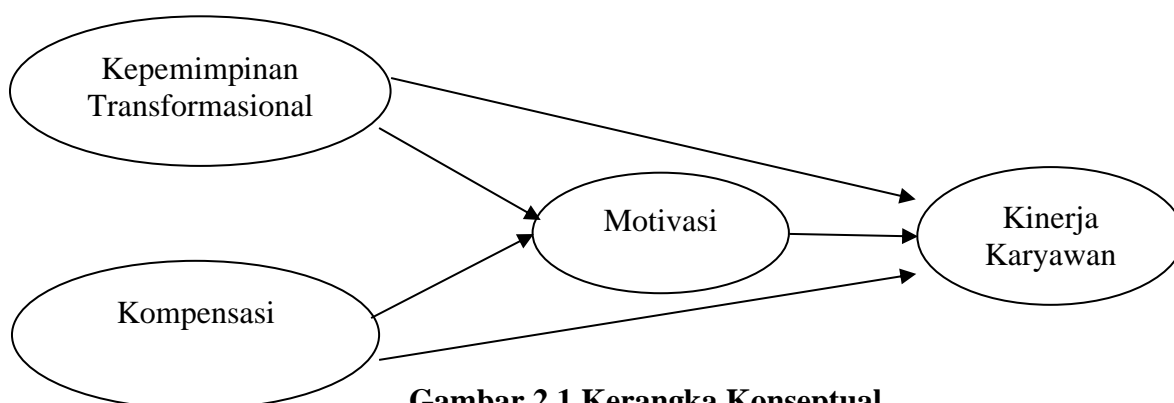 Kepemimpinan
Transformasional
Motivasi
Kinerja
Karyawan
Kompensasi
Gambar 2.1 Kerangka Konseptual